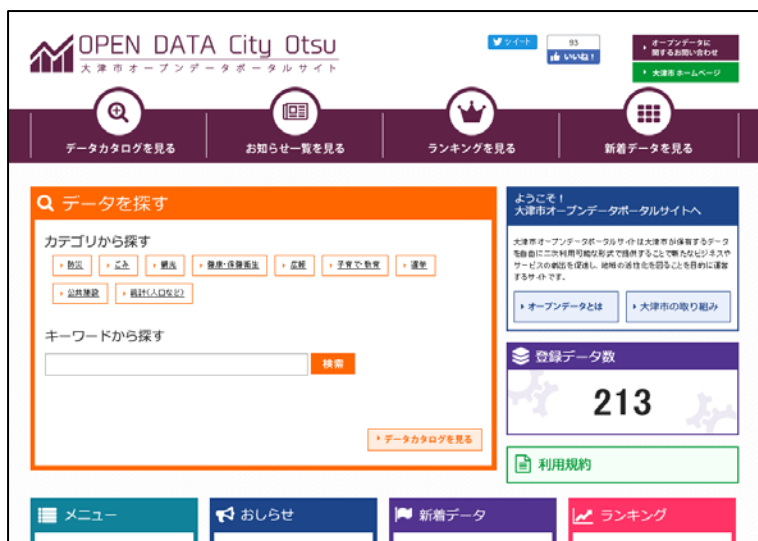 OPEN DATA City Otsu
大津市オープンデータポータルサイト
ツイート
93
いいね!
オープンデータに
関するお問い合わせ
大津市 ホームページ
データカタログを見る
お知らせ一覧を見る
ランキングを見る
新着データを見る
データを探す
カテゴリから探す
防災
ごみ
観光
健康・保健衛生
広報
子育て・教育
選挙
公共施設
統計(人口など)
キーワードから探す
検索
データカタログを見る
ようこそ!
大津市オープンデータポータルサイトへ
大津市オープンデータポータルサイトは大津市が保有するデータ
を自由に二次利用可能な形式で提供することで新たなビジネスや
サービスの創出を促進し、地域の活性化を図ることを目的に運営
するサイトです。
オープンデータとは
大津市の取り組み
登録データ数
213
利用規約
メニュー
おしらせ
新着データ
ランキング